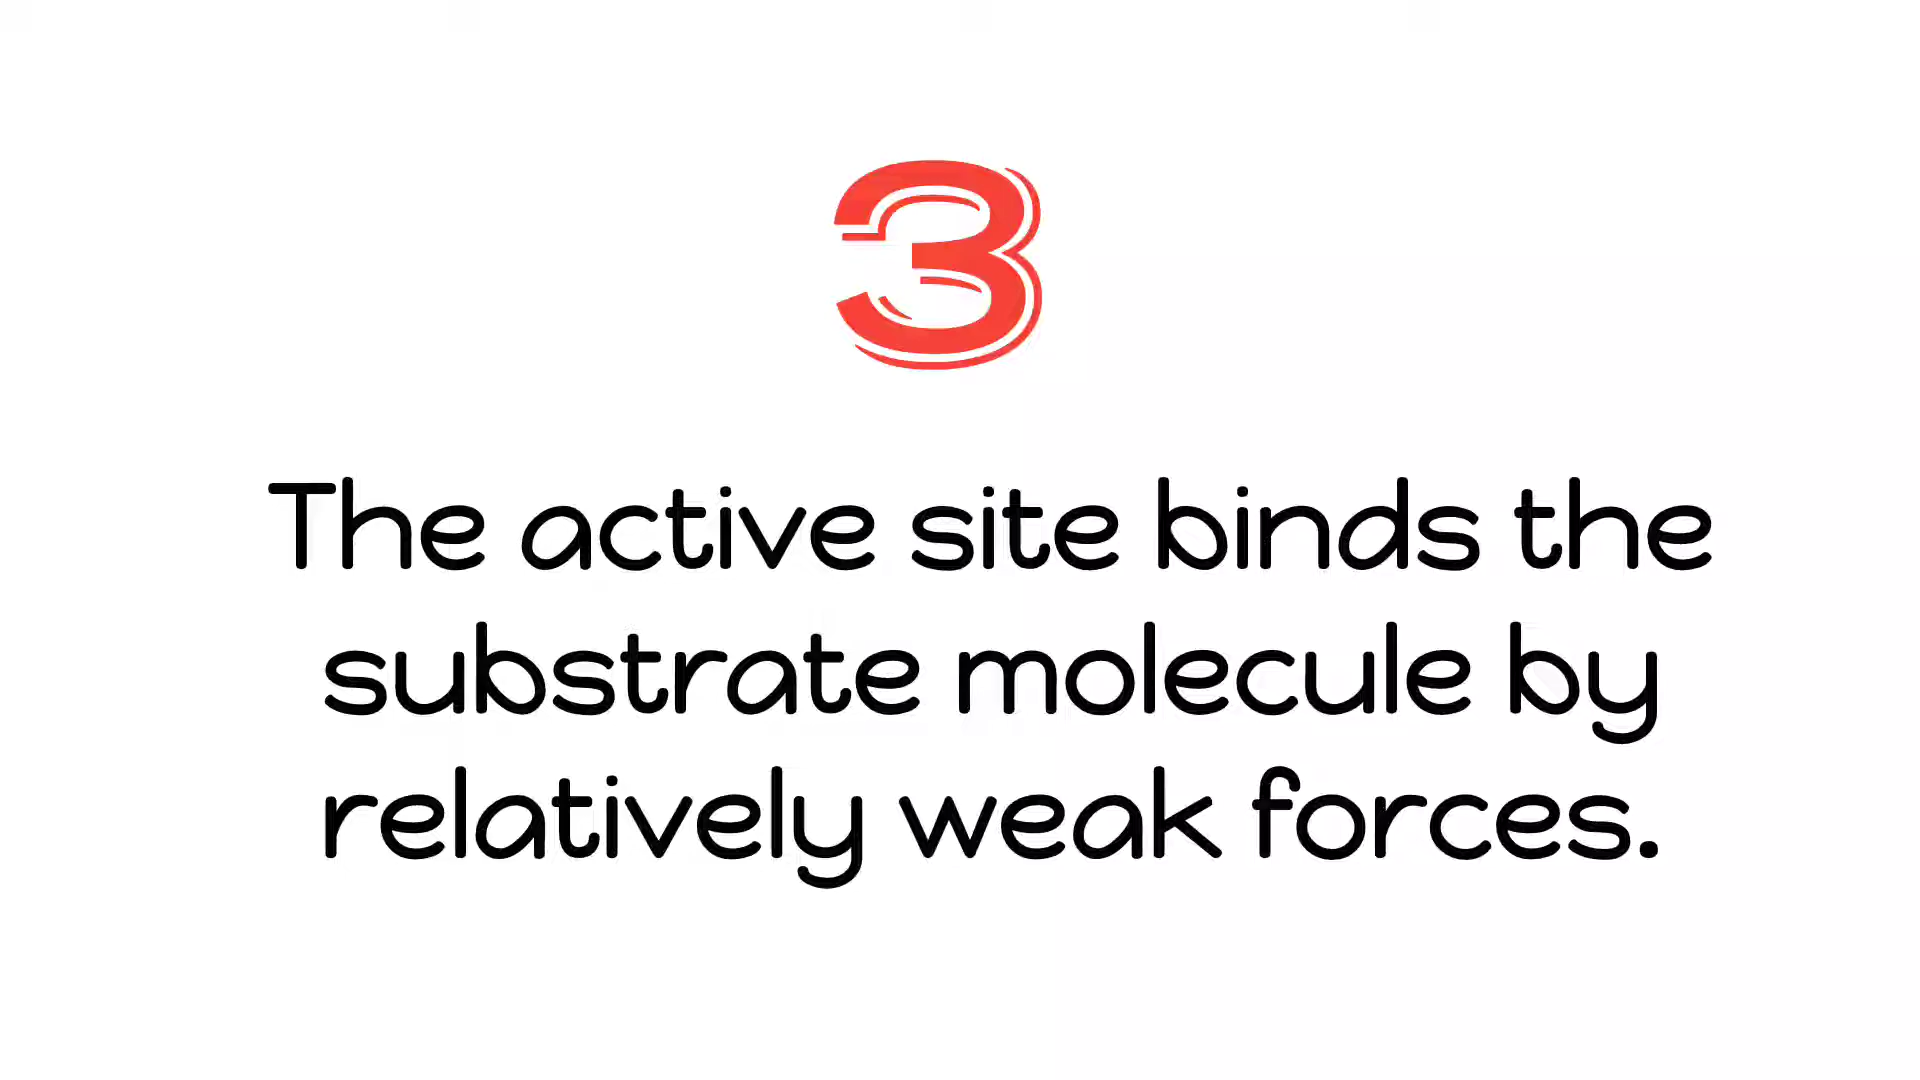 3
The active site binds the
substrate molecule by
relatively weak forces.